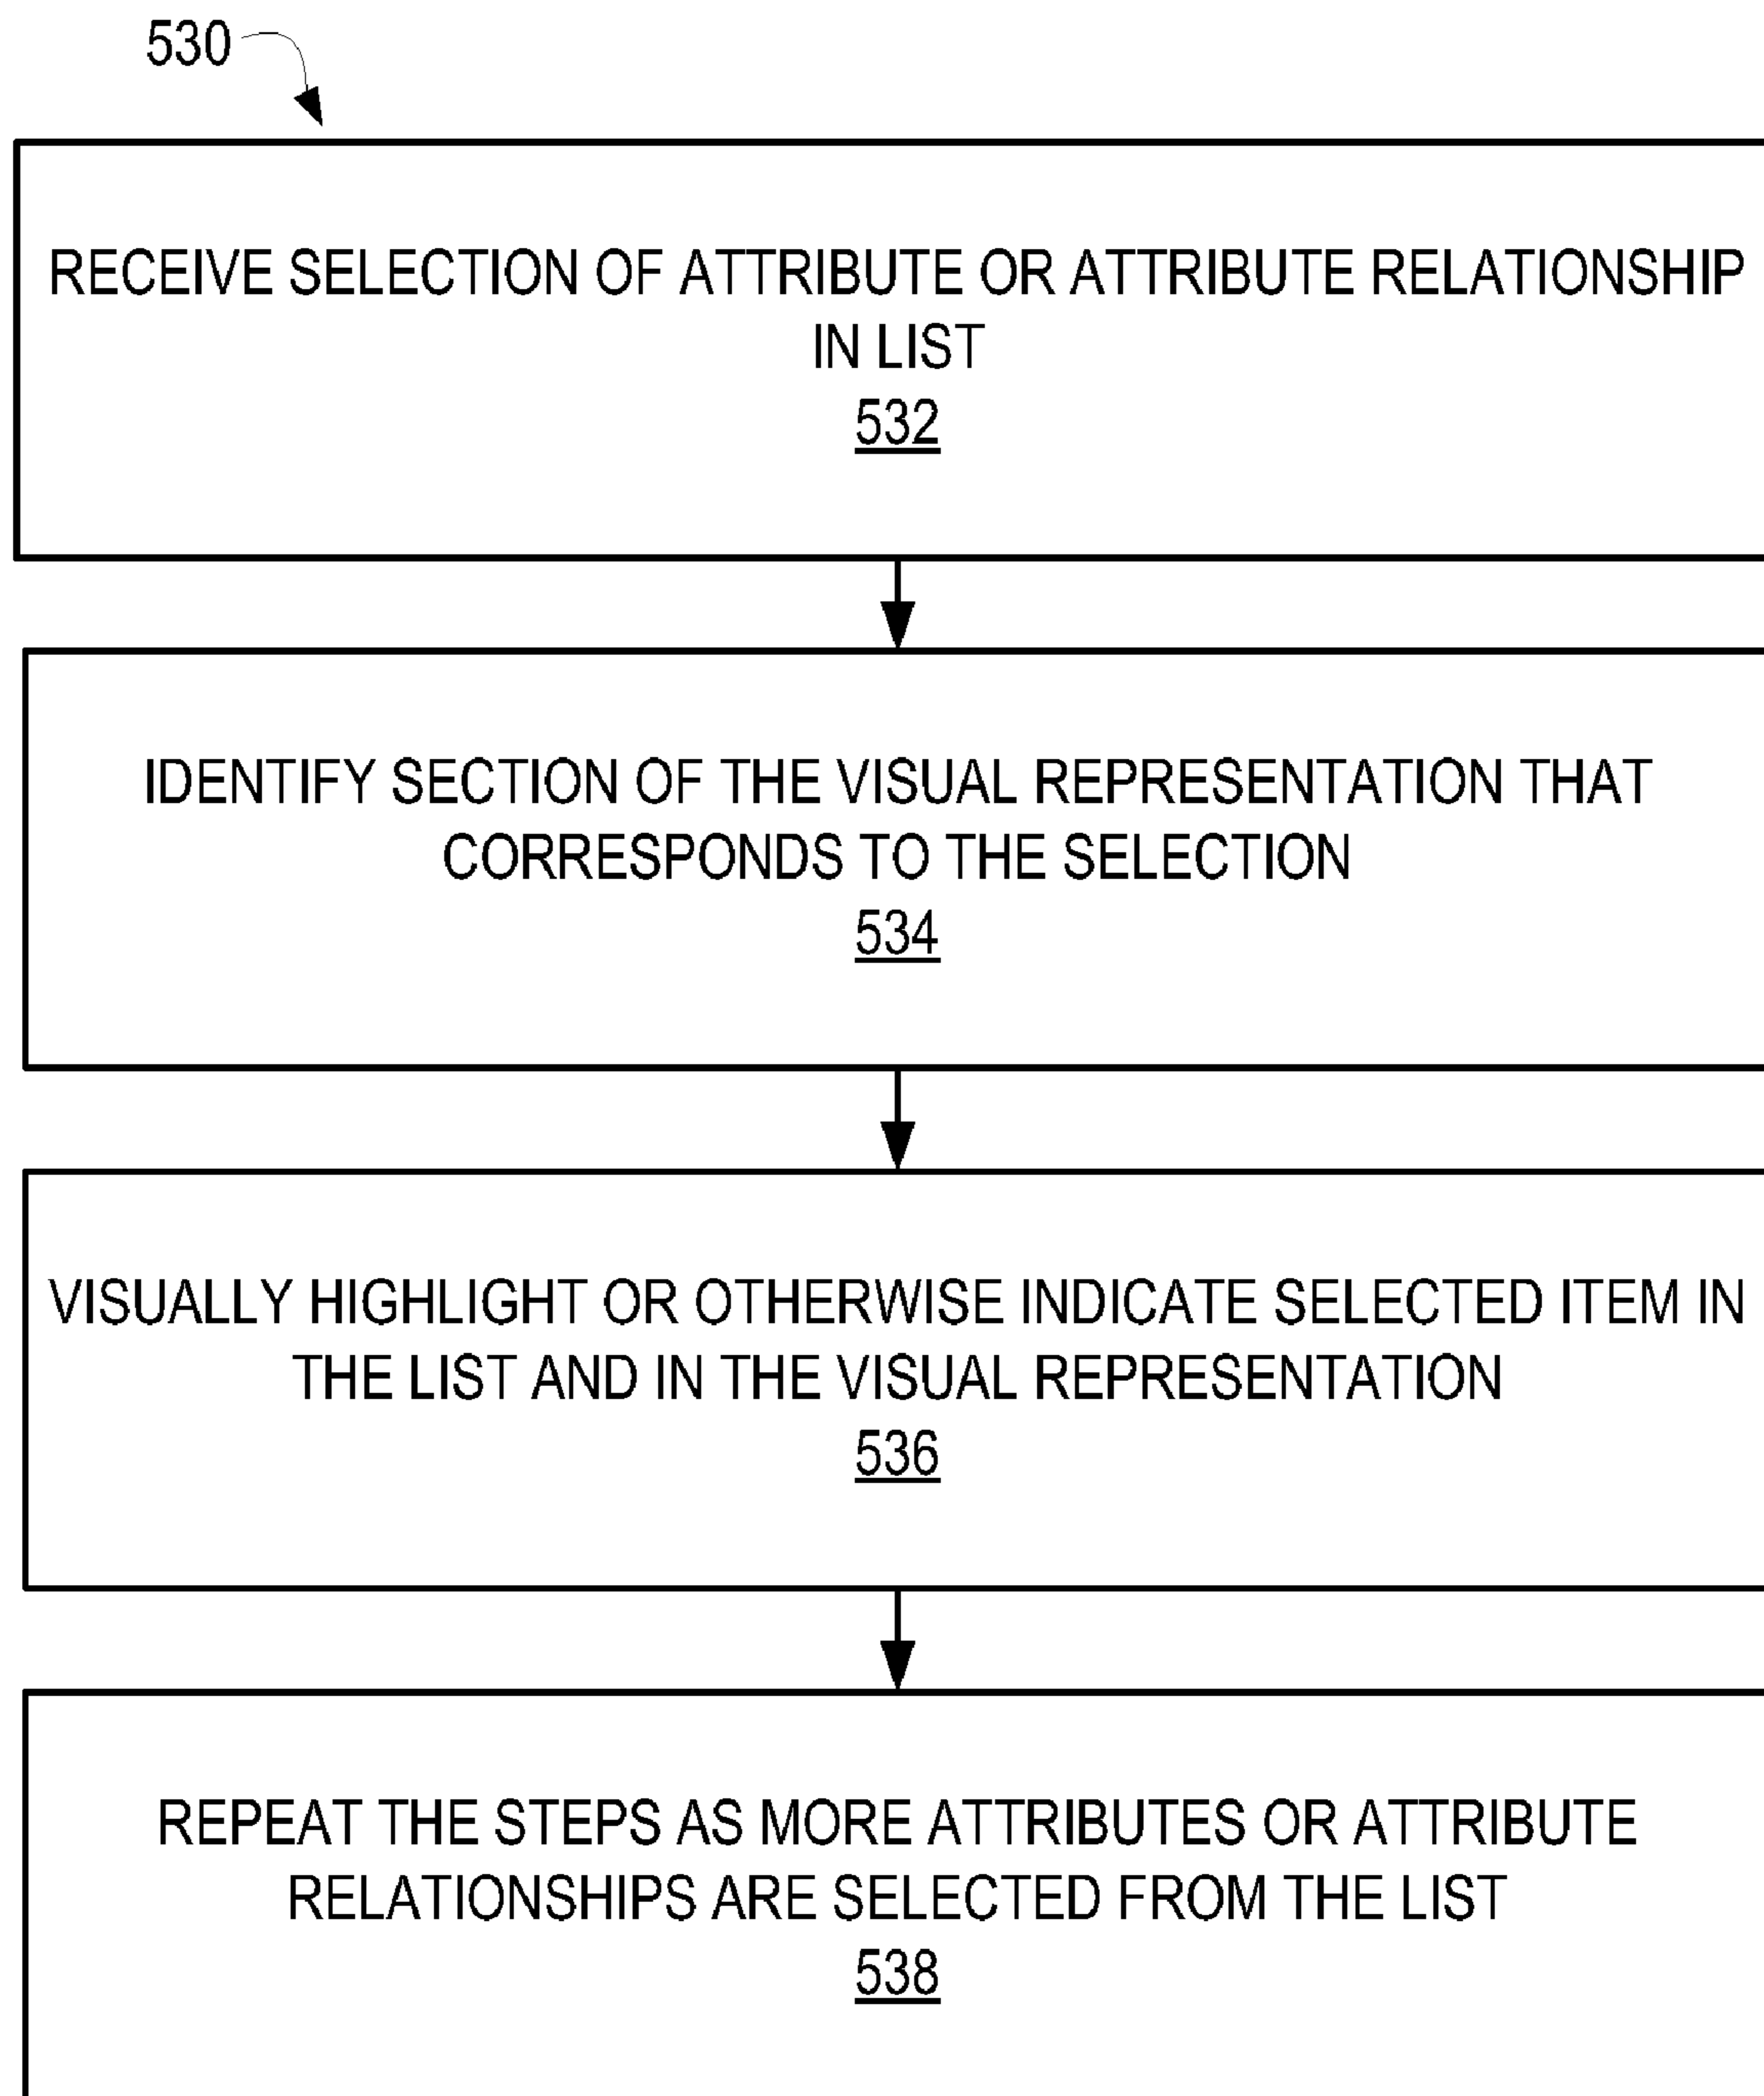 530
RECEIVE SELECTION OF ATTRIBUTE OR ATTRIBUTE RELATIONSHIP
IN LIST
532
IDENTIFY SECTION OF THE VISUAL REPRESENTATION THAT
CORRESPONDS TO THE SELECTION
534
VISUALLY HIGHLIGHT OR OTHERWISE INDICATE SELECTED ITEM IN
THE LIST AND IN THE VISUAL REPRESENTATION
536
REPEAT THE STEPS AS MORE ATTRIBUTES OR ATTRIBUTE
RELATIONSHIPS ARE SELECTED FROM THE LIST
538